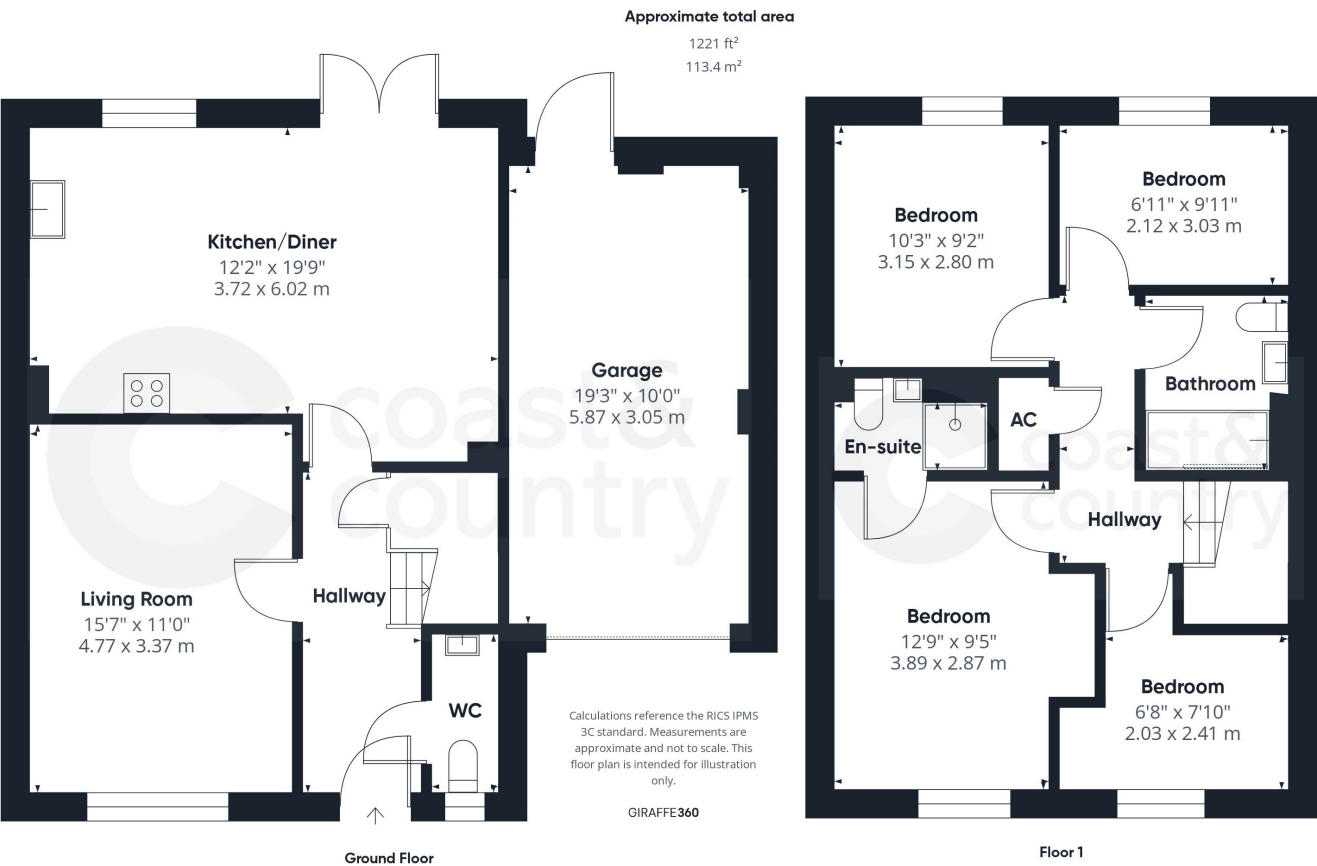 Approximate total area
1221 ft²
113.4 m²
Kitchen/Diner
12'2" x 19'9"
3.72 x 6.02 m
Garage
19'3" x 10'0"
5.87 x 3.05 m
Living Room
15'7" x 11'0"
4.77 x 3.37 m
Hallway
WC
Calculations reference the RICS IPMS
3C standard. Measurements are
approximate and not to scale. This
floor plan is intended for illustration
only.
GIRAFFE360
Ground Floor
coast&
country
Bedroom
10'3" x 9'2"
3.15 x 2.80 m
Bedroom
6'11" x 9'11"
2.12 x 3.03 m
Bathroom
En-suite
AC
Hallway
Bedroom
12'9" x 9'5"
3.89 x 2.87 m
Bedroom
6'8" x 7'10"
2.03 x 2.41 m
Floor 1
coast&
country